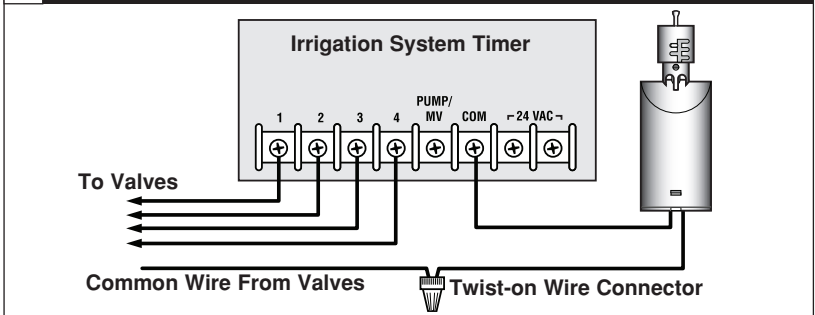 Irrigation System Timer
PUMP/
1 2 3 4 MV COM 24 VAC
To Valves
Common Wire From Valves
Twist-on Wire Connector